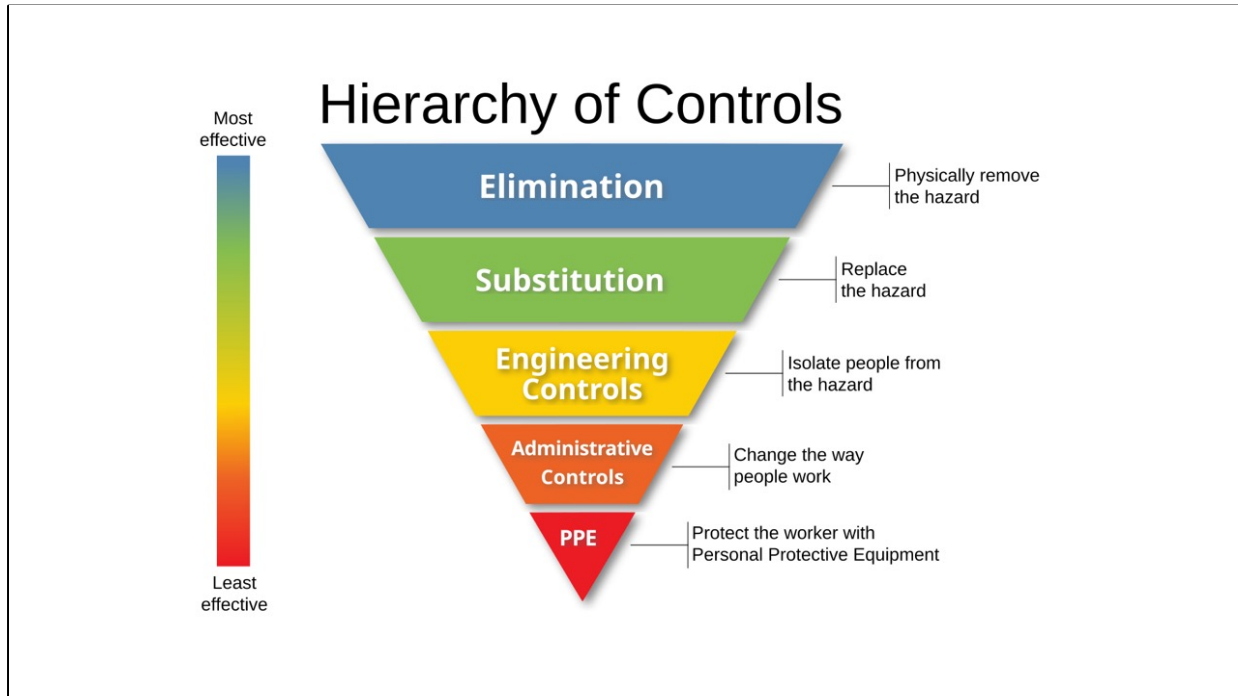 Hierarchy of Controls
Most
effective
Elimination
Physically remove
the hazard
Substitution
Replace
the hazard
Engineering
Controls
Isolate people from
the hazard
Administrative
Controls
Change the way
people work
PPE
Protect the worker with
Personal Protective Equipment
Least
effective